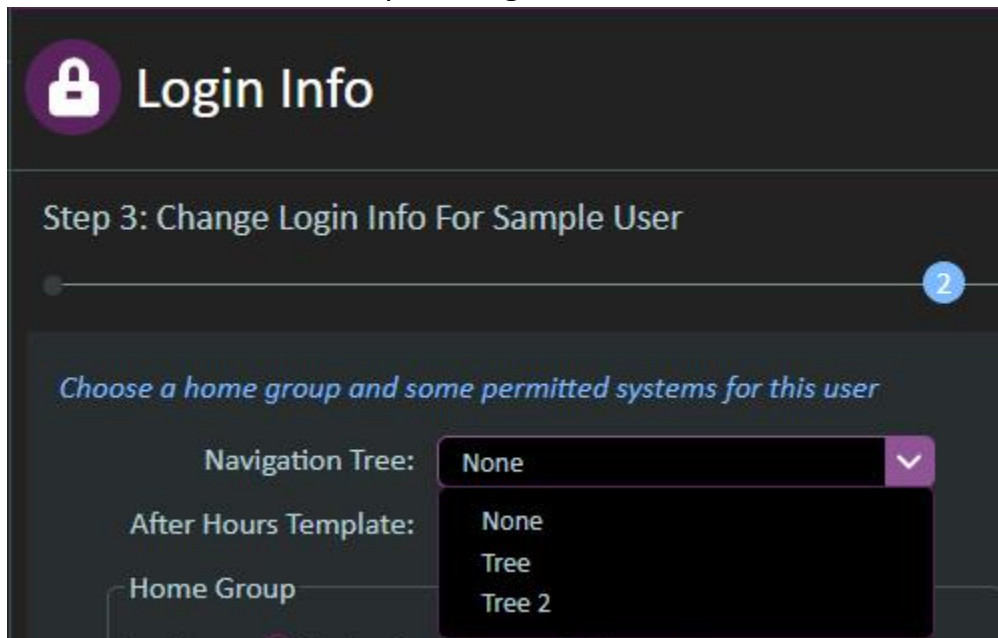 Login Info
Step 3: Change Login Info For Sample User
2
Choose a home group and some permitted systems for this user
Navigation Tree: None
After Hours Template: None
Tree
Home Group
Tree 2